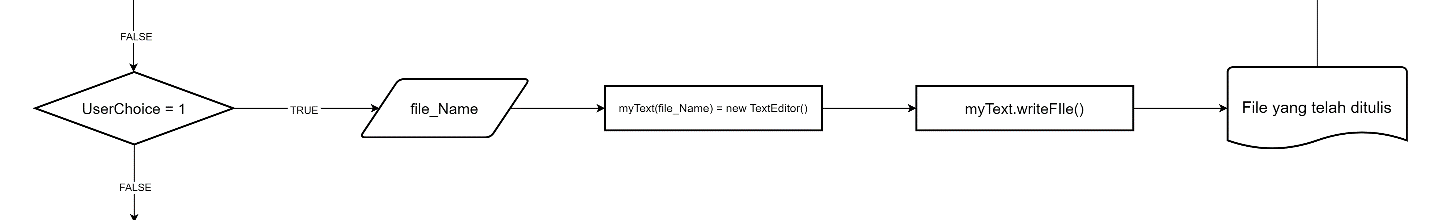 FALSE
UserChoice = 1
TRUE
file_Name
myText(file_Name) = new TextEditor()
myText.writeFIle()
File yang telah ditulis
FALSE